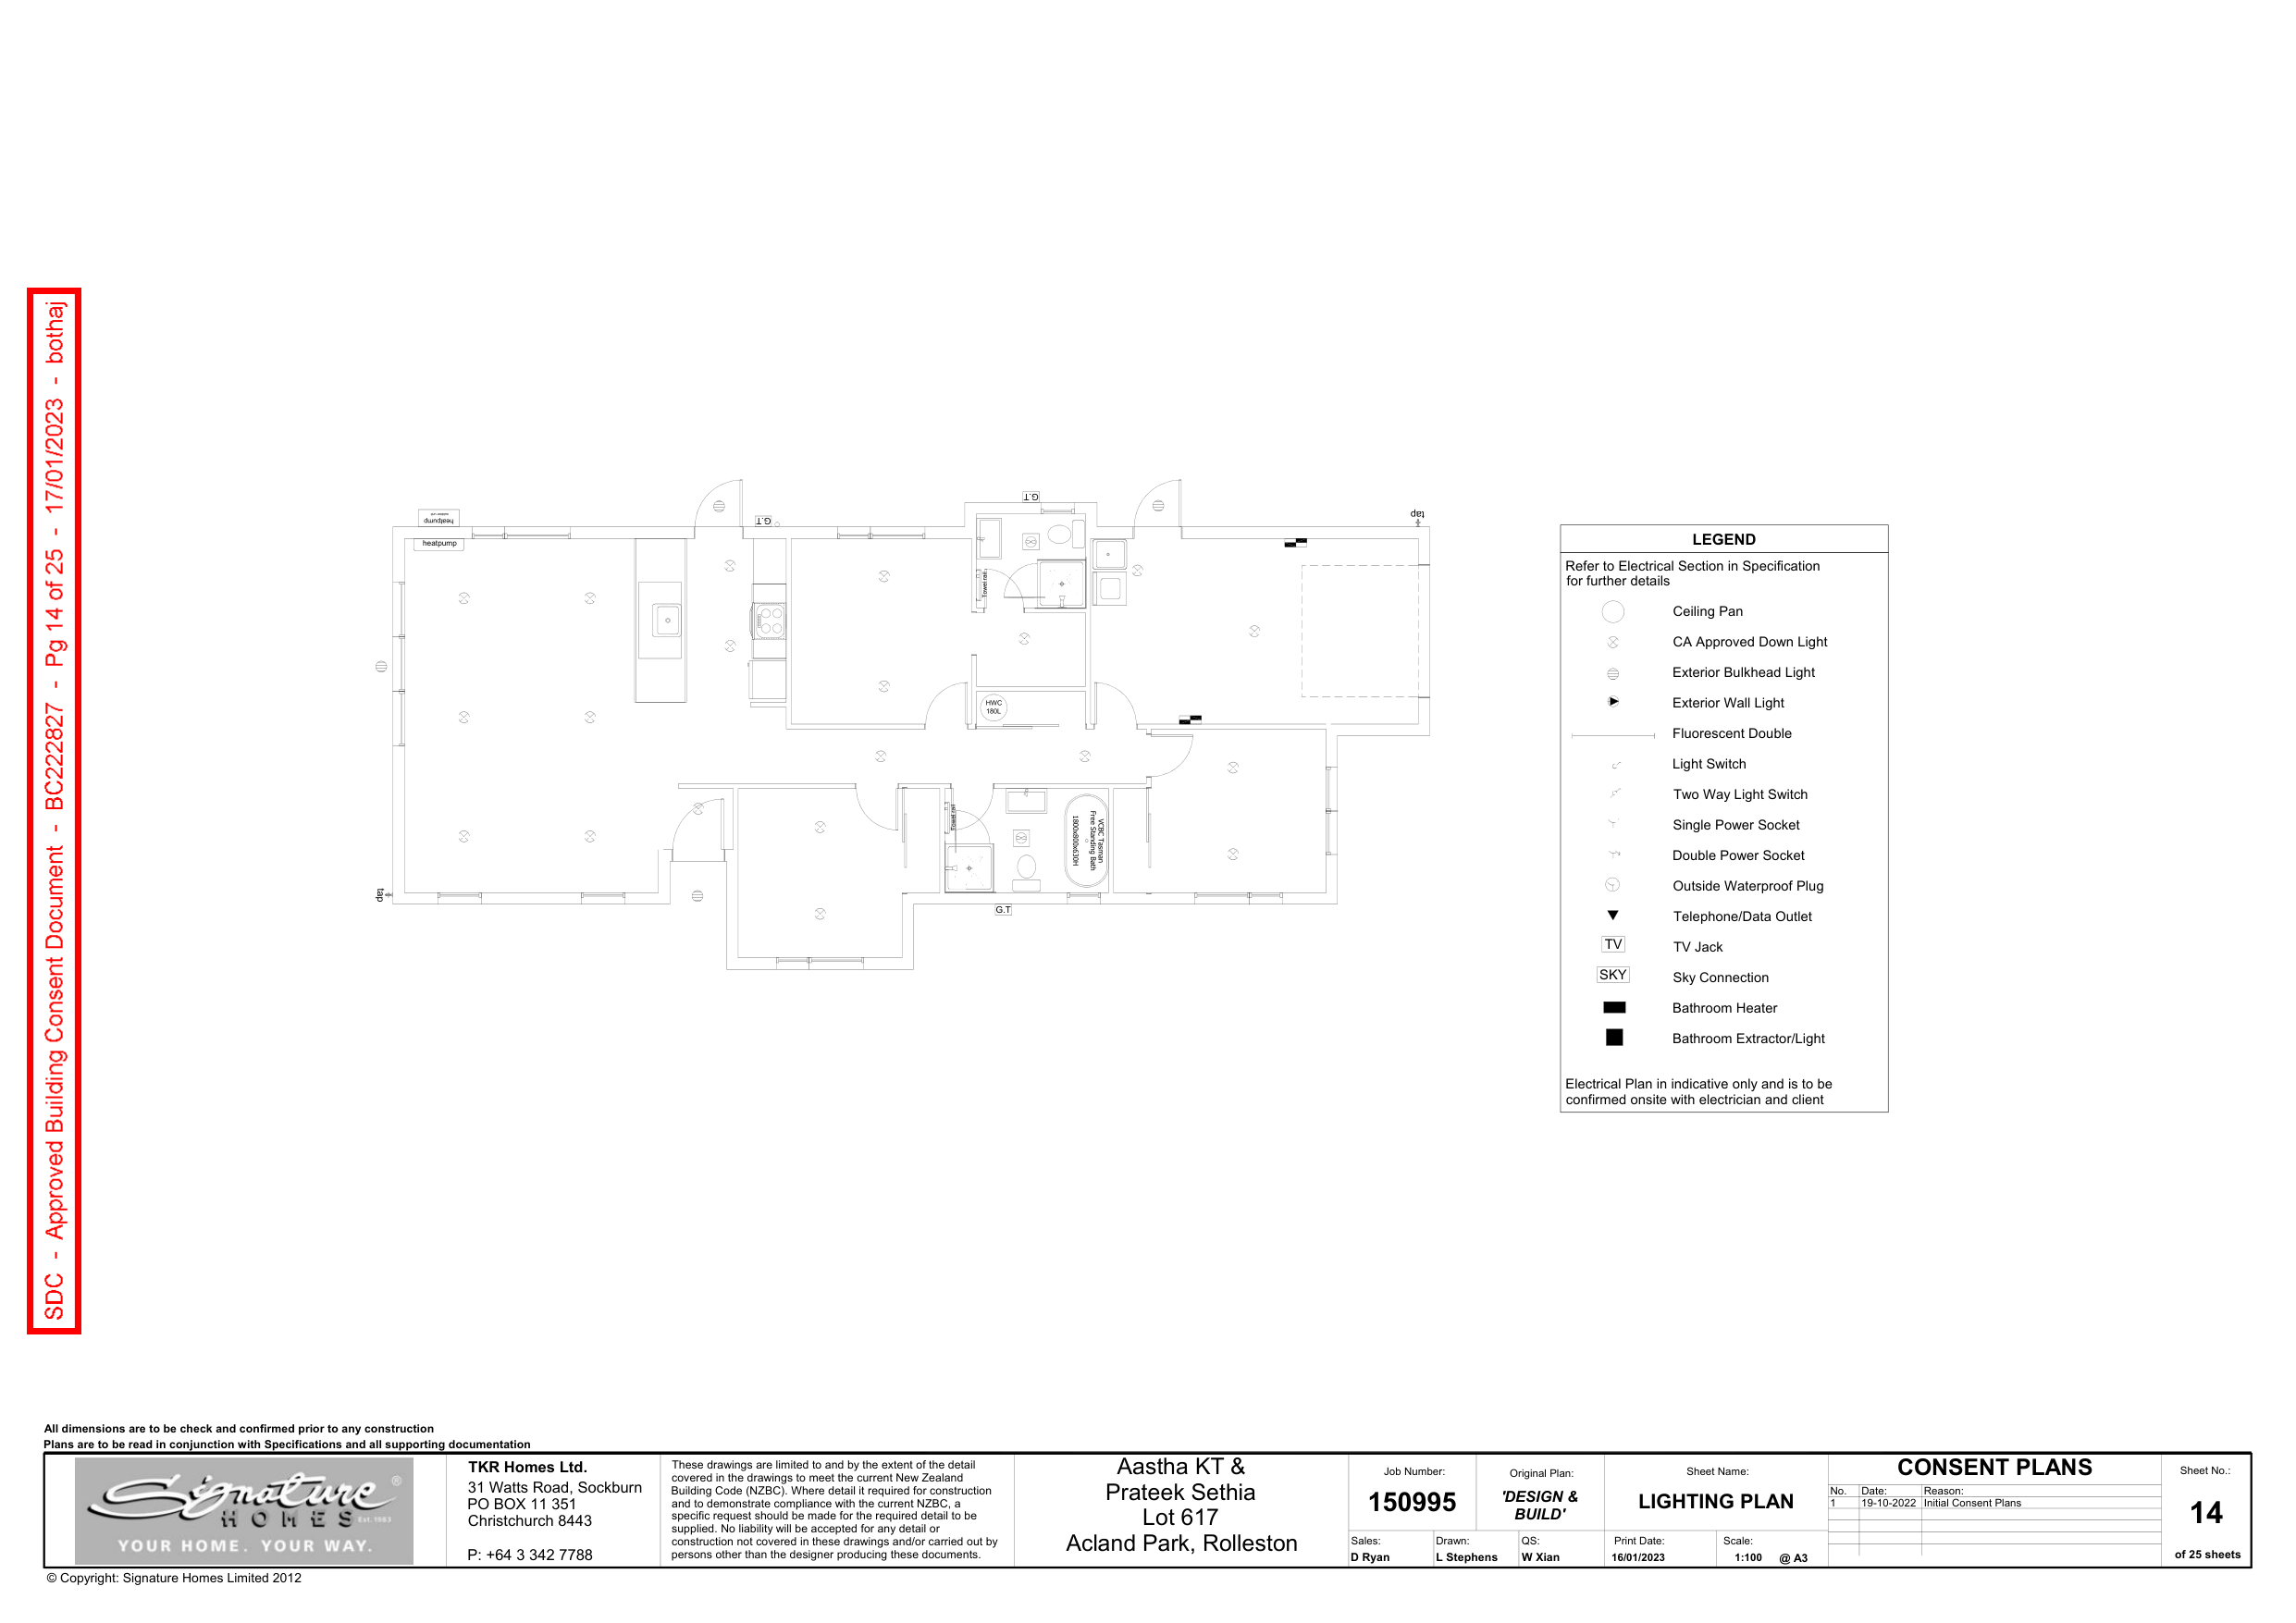 SDC - Approved Building Consent Document - BC222827 - Pg 14 of 25 - 17/01/2023 - bothaj
heatpump
heatpump
G.T
G.T
tap
Towel rail
HWC
180L
Towel rail
VCBC Tasman
Free Standing Bath
1800x800x630H
tap
G.T
LEGEND
Refer to Electrical Section in Specification
for further details
Ceiling Pan
CA Approved Down Light
Exterior Bulkhead Light
Exterior Wall Light
Fluorescent Double
Light Switch
Two Way Light Switch
Single Power Socket
Double Power Socket
Outside Waterproof Plug
Telephone/Data Outlet
TV TV Jack
SKY Sky Connection
Bathroom Heater
Bathroom Extractor/Light
Electrical Plan in indicative only and is to be
confirmed onsite with electrician and client
All dimensions are to be check and confirmed prior to any construction
Plans are to be read in conjunction with Specifications and all supporting documentation
Signature ®
HOMES Est. 1983
YOUR HOME. YOUR WAY.
TKR Homes Ltd.
31 Watts Road, Sockburn
PO BOX 11 351
Christchurch 8443
P: +64 3 342 7788
These drawings are limited to and by the extent of the detail
covered in the drawings to meet the current New Zealand
Building Code (NZBC). Where detail it required for construction
and to demonstrate compliance with the current NZBC, a
specific request should be made for the required detail to be
supplied. No liability will be accepted for any detail or
construction not covered in these drawings and/or carried out by
persons other than the designer producing these documents.
Aastha KT &
Prateek Sethia
Lot 617
Acland Park, Rolleston
Job Number:
150995
Original Plan:
'DESIGN &
BUILD'
Sheet Name:
LIGHTING PLAN
Sales:
D Ryan
Drawn:
L Stephens
QS:
W Xian
Print Date:
16/01/2023
Scale:
1:100 @ A3
CONSENT PLANS
No. Date: Reason:
1 19-10-2022 Initial Consent Plans
Sheet No.:
14
of 25 sheets
© Copyright: Signature Homes Limited 2012